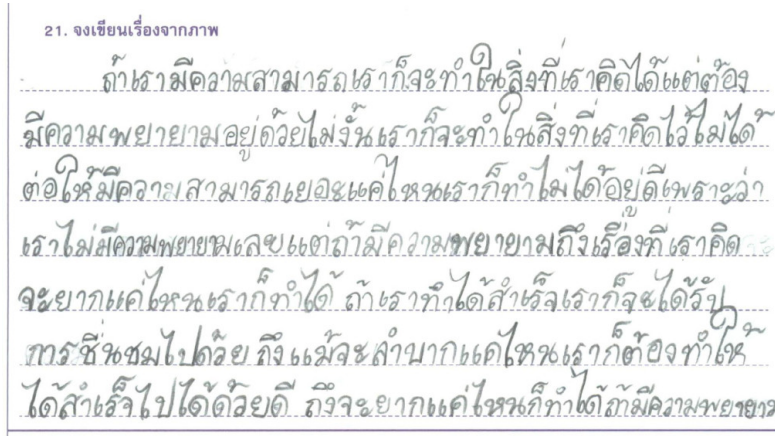 21. จงเขียนเรื่องจากภาพ
ถ้าเรามีความสามารถเราก็จะทำในสิ่งที่เราคิดได้แต่ต้อง
มีความพยายามอยู่ด้วยไม่งั้นเราก็จะทำในสิ่งที่เราคิดไว้ไม่ได้
ต่อให้มีความสามารถเยอะแค่ไหนเราก็ทำไม่ได้อยู่ดีเพราะว่า
เราไม่มีความพยายามเลยแต่ถ้ามีความพยายามถึงเรื่องที่เราคิด
จะยากแค่ไหนเราก็ทำได้ ถ้าเราทำได้สำเร็จเราก็จะได้รับ
การชื่นชมไปด้วย ถึงแม้จะลำบากแค่ไหนเราก็ต้องทำให้
ได้สำเร็จไปได้ด้วยดี ถึงจะยากแค่ไหนก็ทำได้ถ้ามีความพยายาม